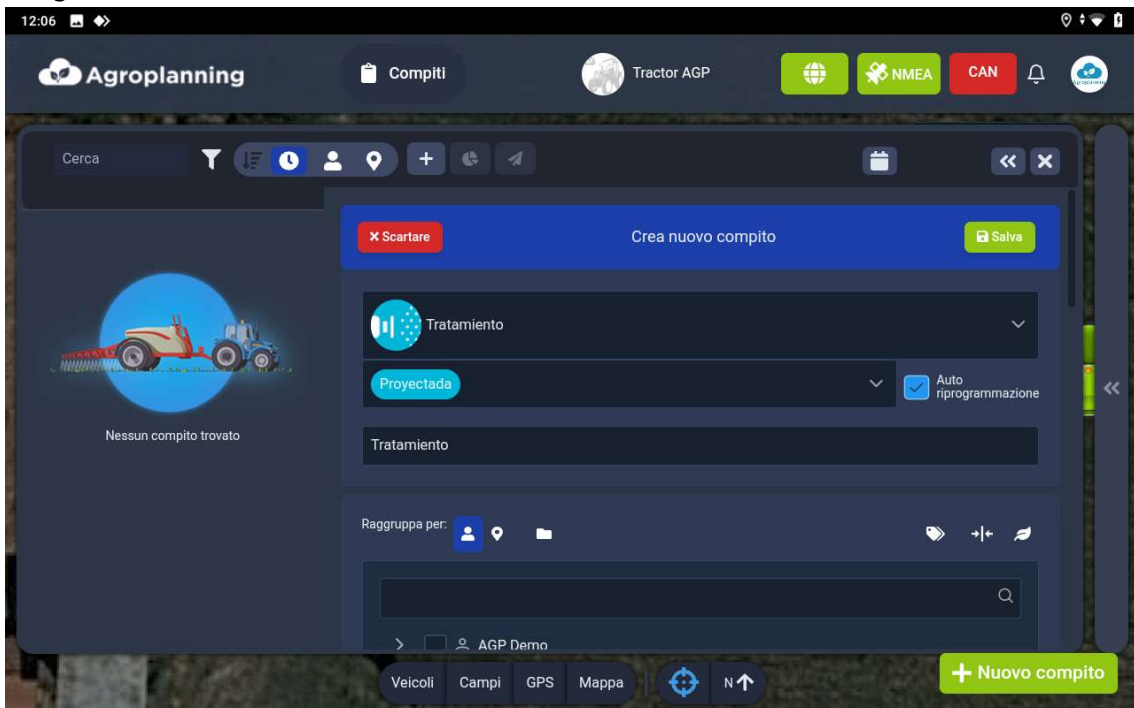 12:06
Agroplanning
Compiti
Tractor AGP
NMEA
CAN
Cerca
Scartare
Crea nuovo compito
Salva
Tratamiento
Proyectada
Auto
riprogrammazione
Tratamiento
Nessun compito trovato
Raggruppa per:
AGP Demo
Veicoli Campi GPS Mappa N
Nuovo compito